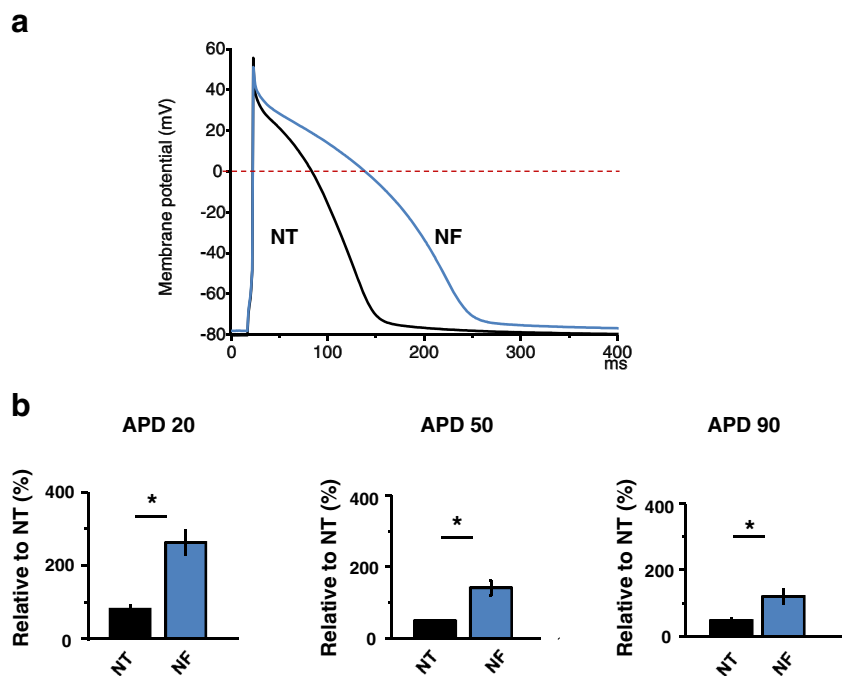 a
Membrane potential (mV)
60
40
20
0
-20
-40
-60
-80
NT
NF
0
100
200
300
400
ms
b
APD 20
Relative to NT (%)
400
200
0
*
NT
NF
APD 50
Relative to NT (%)
400
200
0
*
NT
NF
APD 90
Relative to NT (%)
400
200
0
*
NT
NF